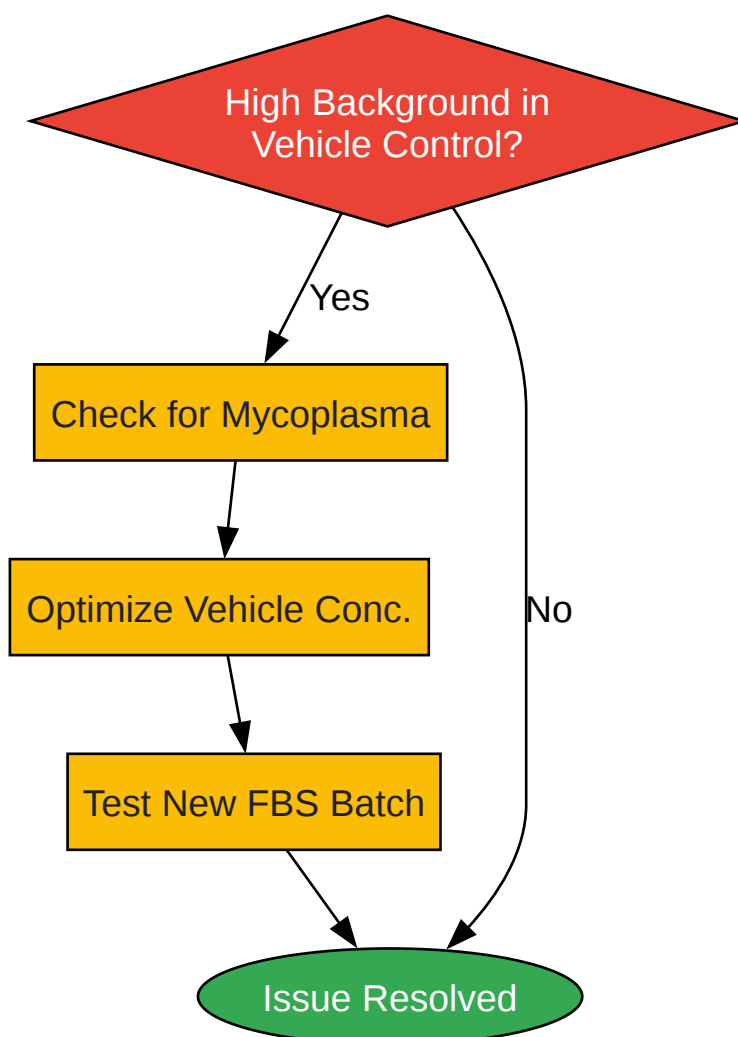 High Background in
Vehicle Control?
Yes
Check for Mycoplasma
Optimize Vehicle Conc.
No
Test New FBS Batch
Issue Resolved